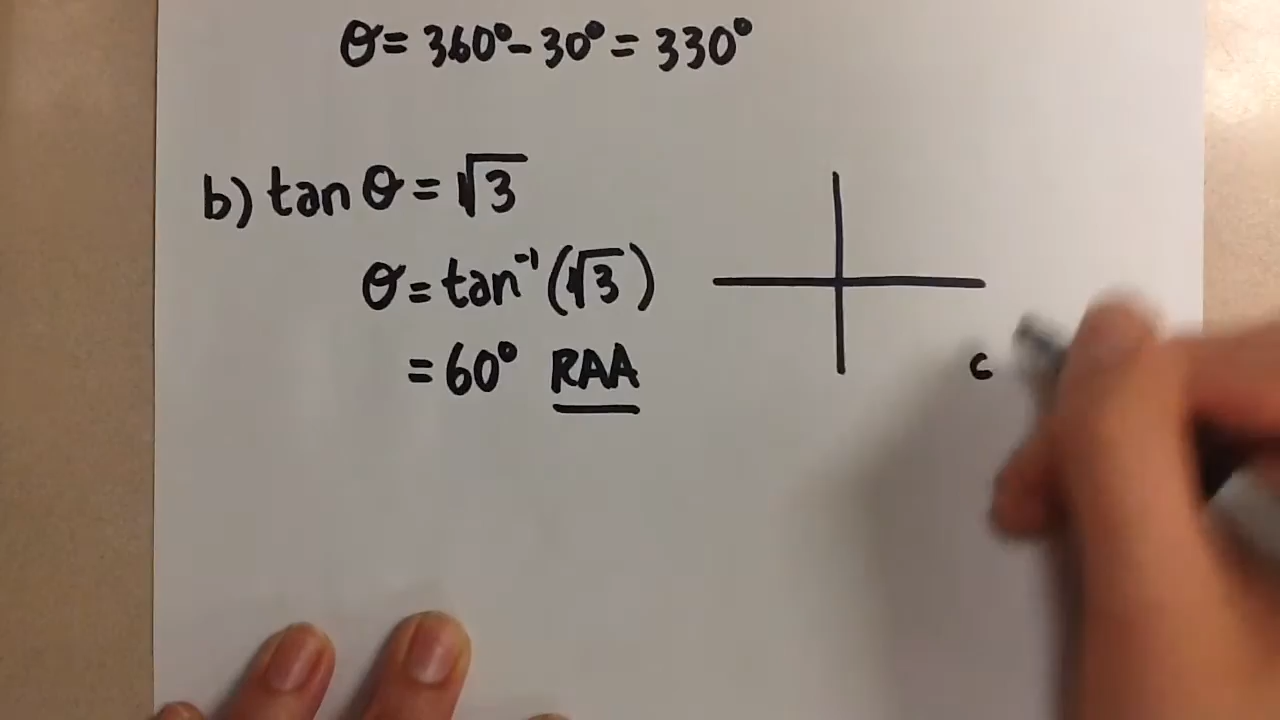 θ = 360° - 30° = 330°
b) tan θ = √3
θ = tan⁻¹ (√3)
= 60° RAA
c